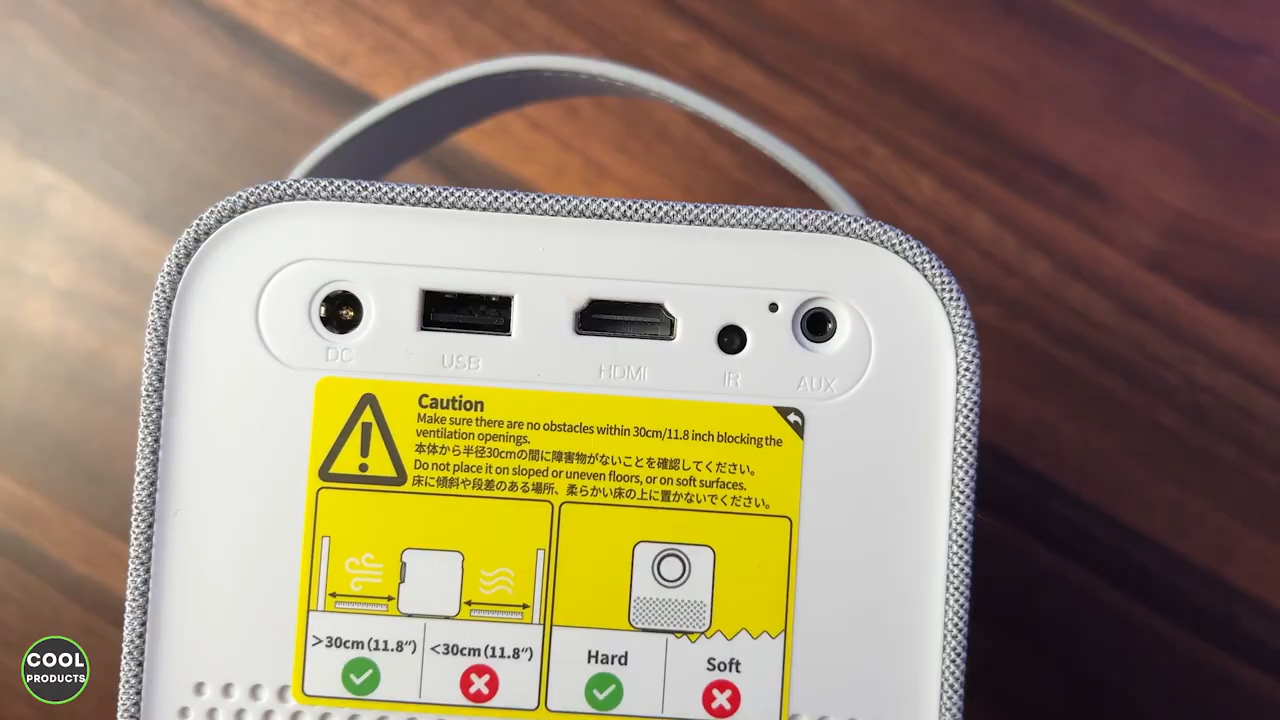 DC
USB
HDMI
IR
AUX
Caution
Make sure there are no obstacles within 30cm/11.8 inch blocking the
ventilation openings.
本体から半径30cmの間に障害物がないことを確認してください。
Do not place it on sloped or uneven floors, or on soft surfaces.
床に傾斜や段差のある場所、柔らかい床の上に置かないでください。
>30cm(11.8“)
<30cm(11.8“)
Hard
Soft
COOL
PRODUCTS